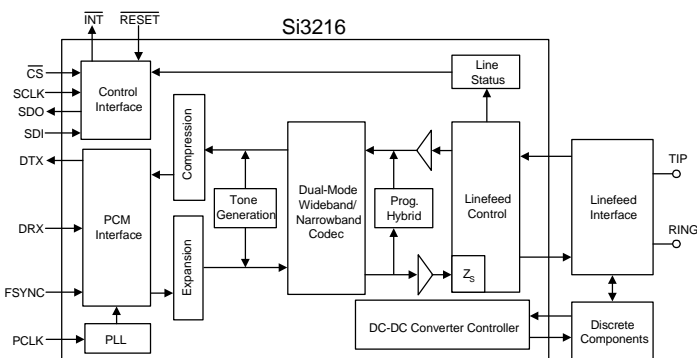 INT
RESET
Si3216
CS
SCLK
SDO
SDI
Control
Interface
Line
Status
DTX
DRX
FSYNC
PCLK
PCM
Interface
PLL
Compression
Expansion
Tone
Generation
Dual-Mode
Wideband/
Narrowband
Codec
Prog.
Hybrid
Linefeed
Control
ZS
Linefeed
Interface
TIP
RING
DC-DC Converter Controller
Discrete
Components